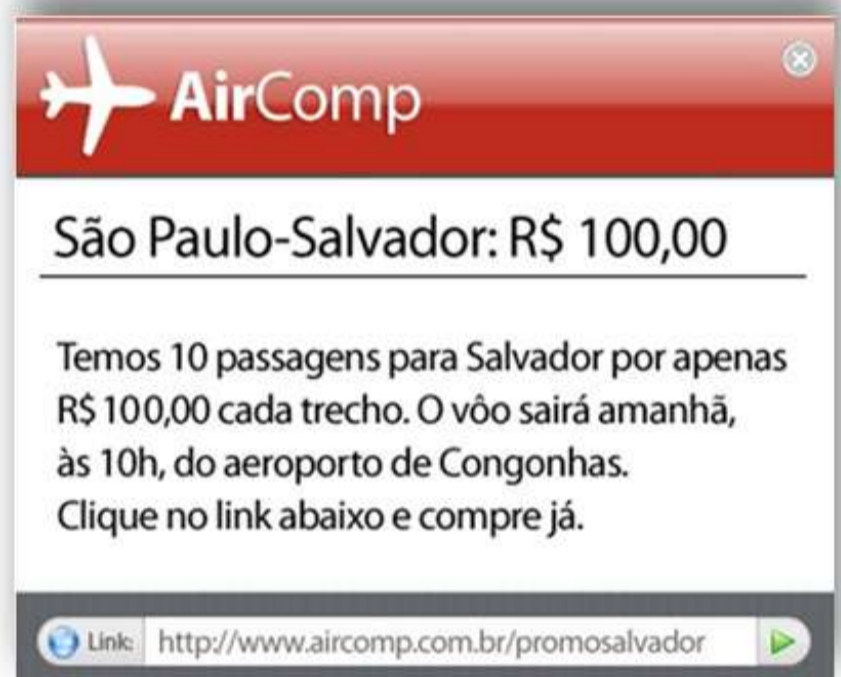 AirComp
São Paulo-Salvador: R$ 100,00
Temos 10 passagens para Salvador por apenas
R$ 100,00 cada trecho. O vôo sairá amanhã,
às 10h, do aeroporto de Congonhas.
Clique no link abaixo e compre já.
Link: http://www.aircomp.com.br/promosalvador